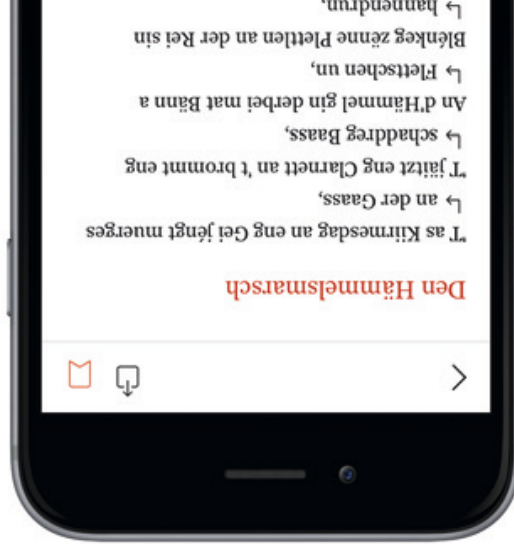 Den Hämmelsmarsch
'T as Kiirmesdag an eng Gei jéngt muerges
↳ an der Gaass,
'T jäitzt eng Clarnett an 't brommt eng
↳ schaddreg Baass,
An d'Hämmel gin derbei mat Bänn a
↳ Flettschen un,
Blénkeg zënne Plettlen an der Rei sin
↳ hannendrun,